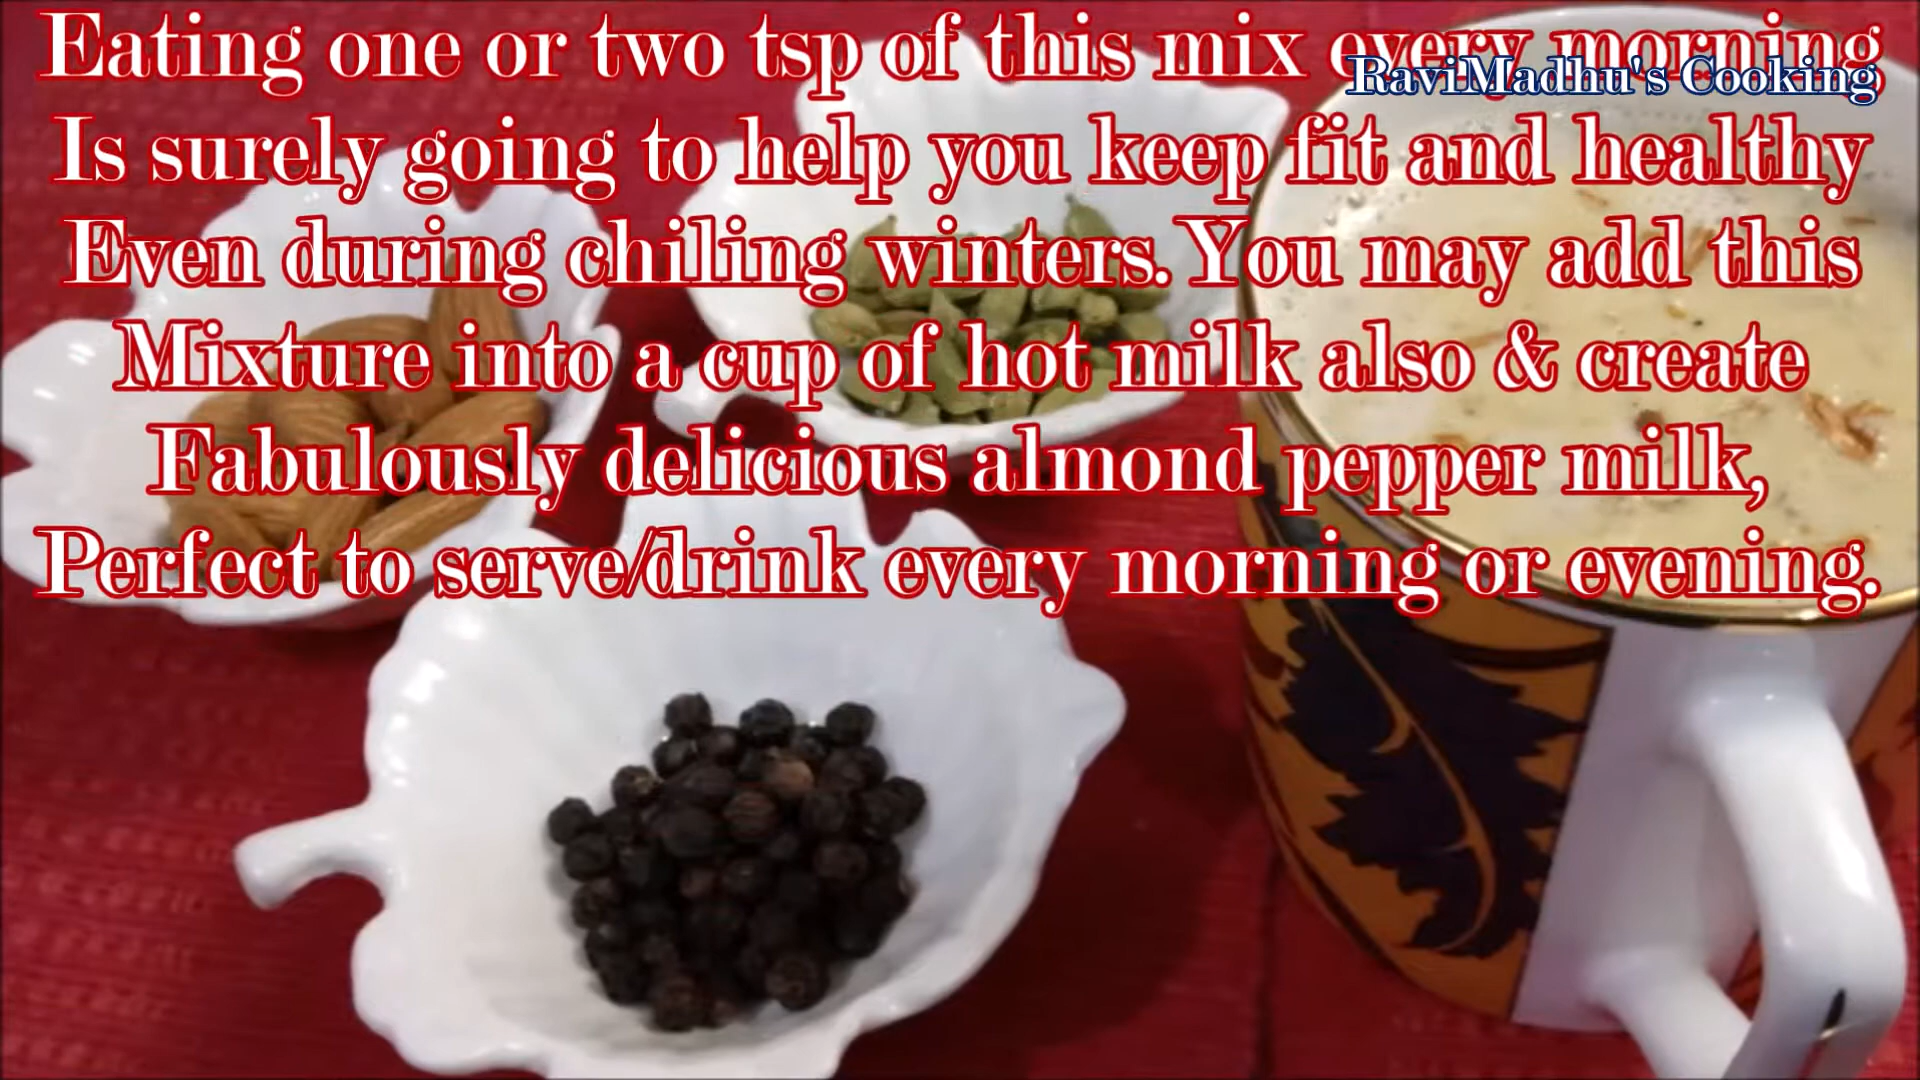 Eating one or two tsp of this mix every morning
RaviMadhu's Cooking
Is surely going to help you keep fit and healthy
Even during chiling winters. You may add this
Mixture into a cup of hot milk also & create
Fabulously delicious almond pepper milk,
Perfect to serve/drink every morning or evening.